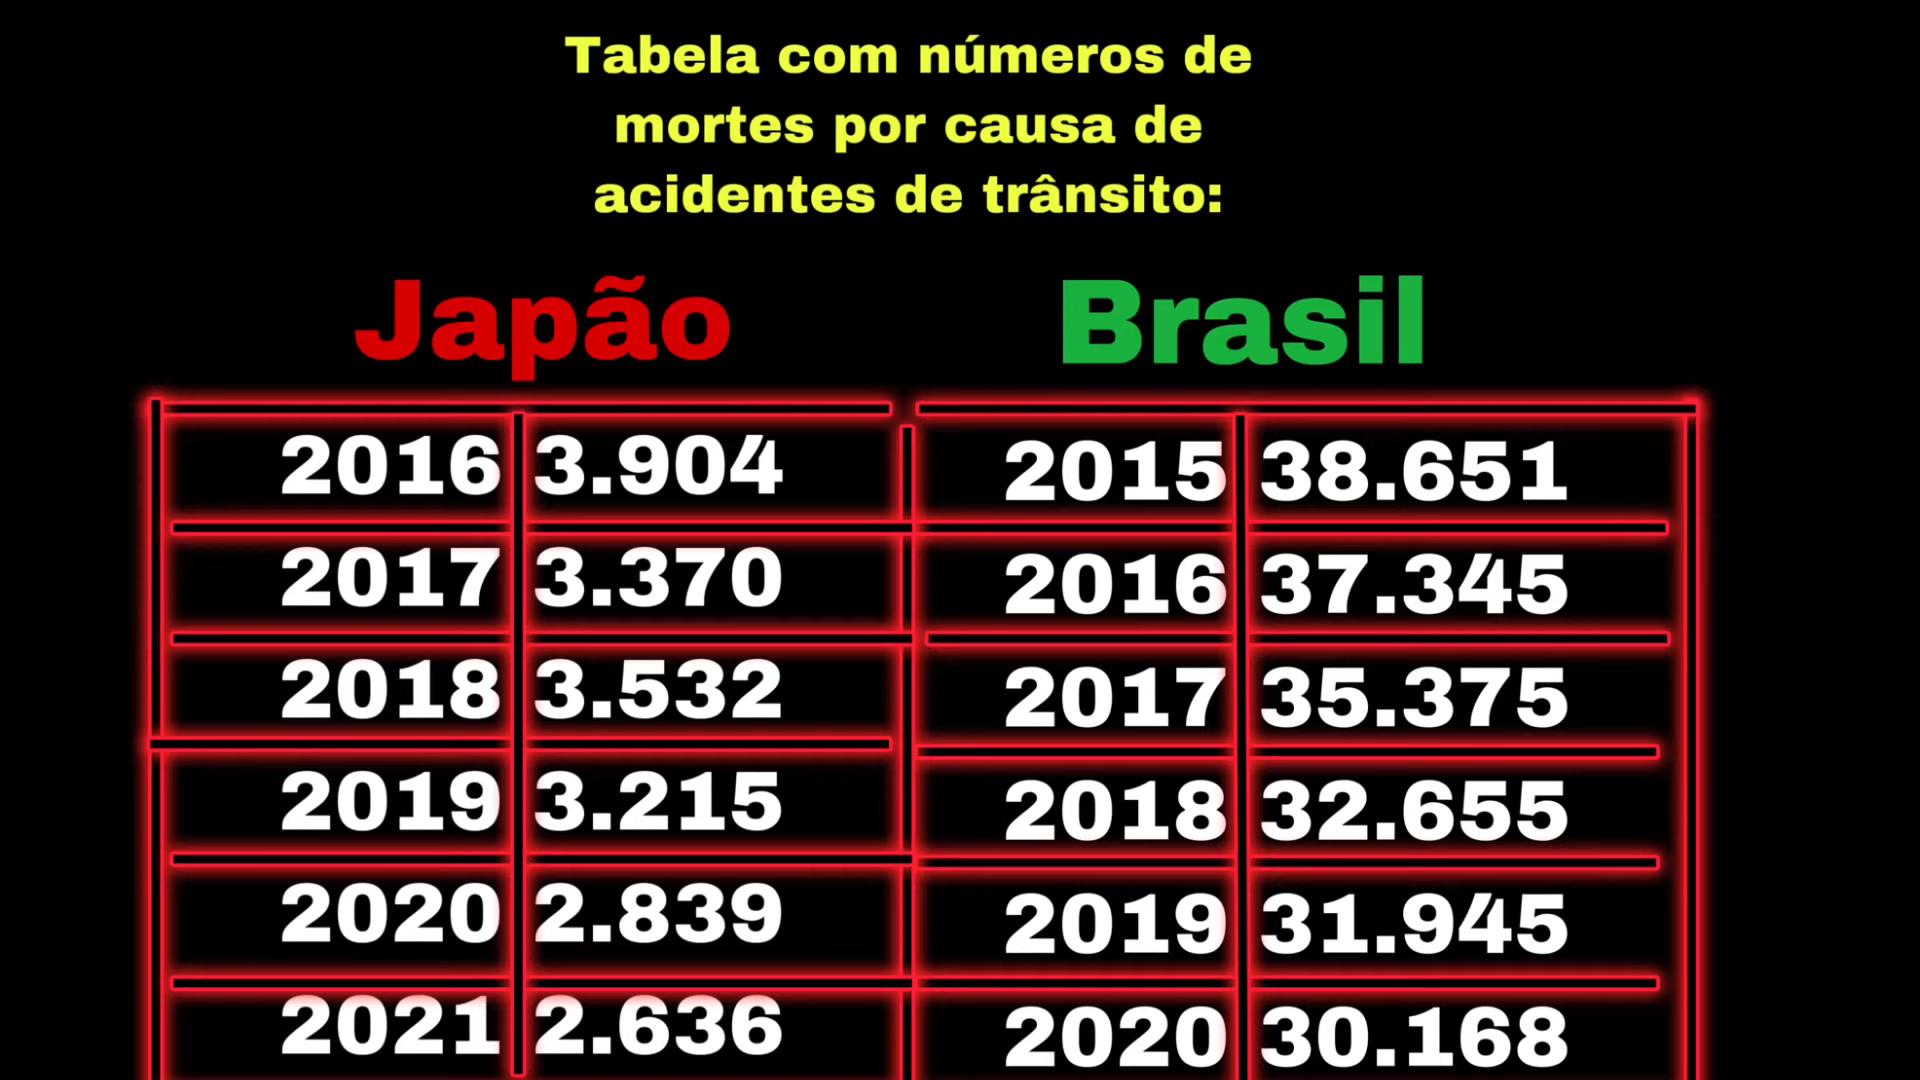 Tabela com números de
mortes por causa de
acidentes de trânsito:
Japão Brasil
2016 3.904 2015 38.651
2017 3.370 2016 37.345
2018 3.532 2017 35.375
2019 3.215 2018 32.655
2020 2.839 2019 31.945
2021 2.636 2020 30.168